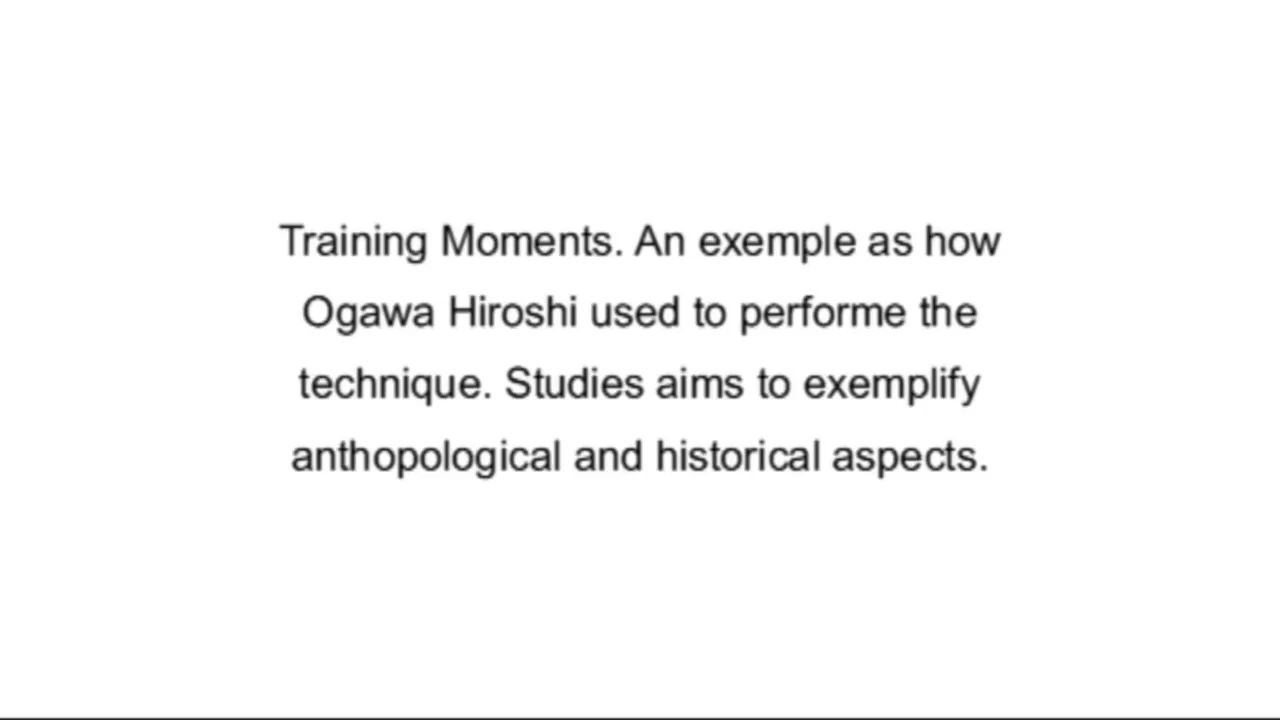 Training Moments. An exemple as how
Ogawa Hiroshi used to performe the
technique. Studies aims to exemplify
anthopological and historical aspects.